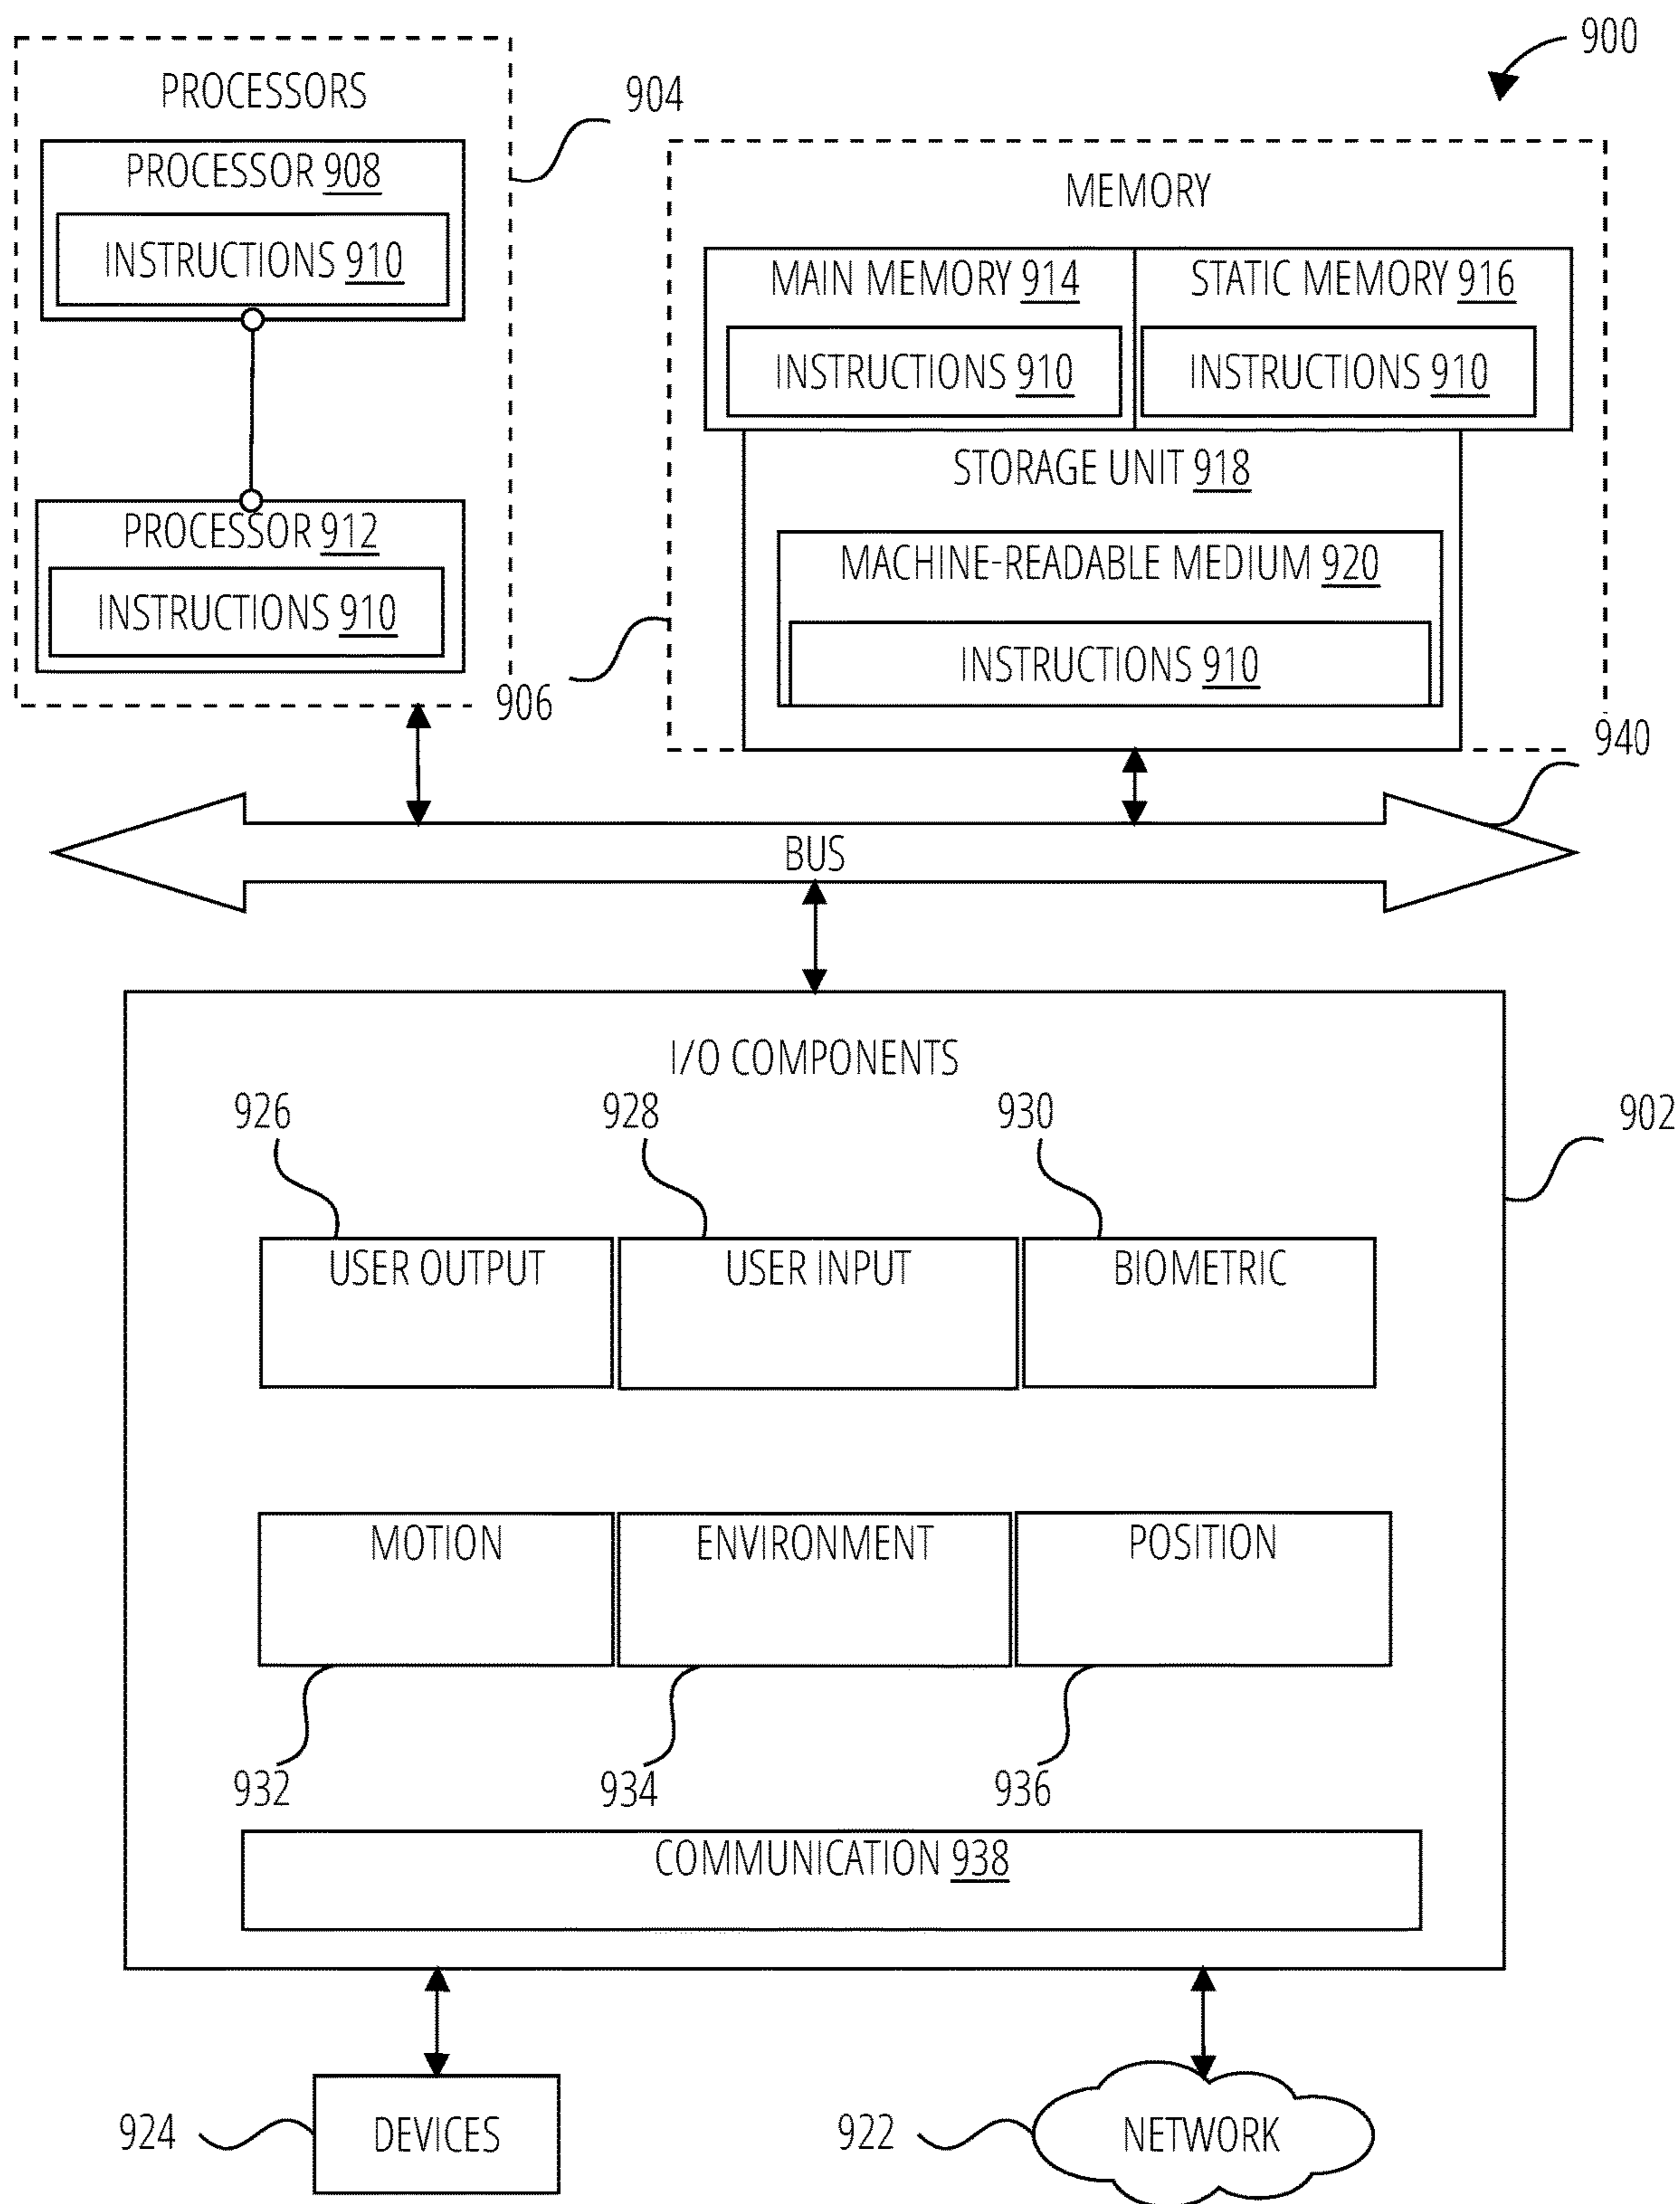 900
PROCESSORS
904
PROCESSOR 908
INSTRUCTIONS 910
PROCESSOR 912
INSTRUCTIONS 910
MEMORY
MAIN MEMORY 914
STATIC MEMORY 916
INSTRUCTIONS 910
INSTRUCTIONS 910
STORAGE UNIT 918
MACHINE-READABLE MEDIUM 920
INSTRUCTIONS 910
906
940
BUS
I/O COMPONENTS
902
926
928
930
USER OUTPUT
USER INPUT
BIOMETRIC
MOTION
ENVIRONMENT
POSITION
932
934
936
COMMUNICATION 938
924
DEVICES
922
NETWORK